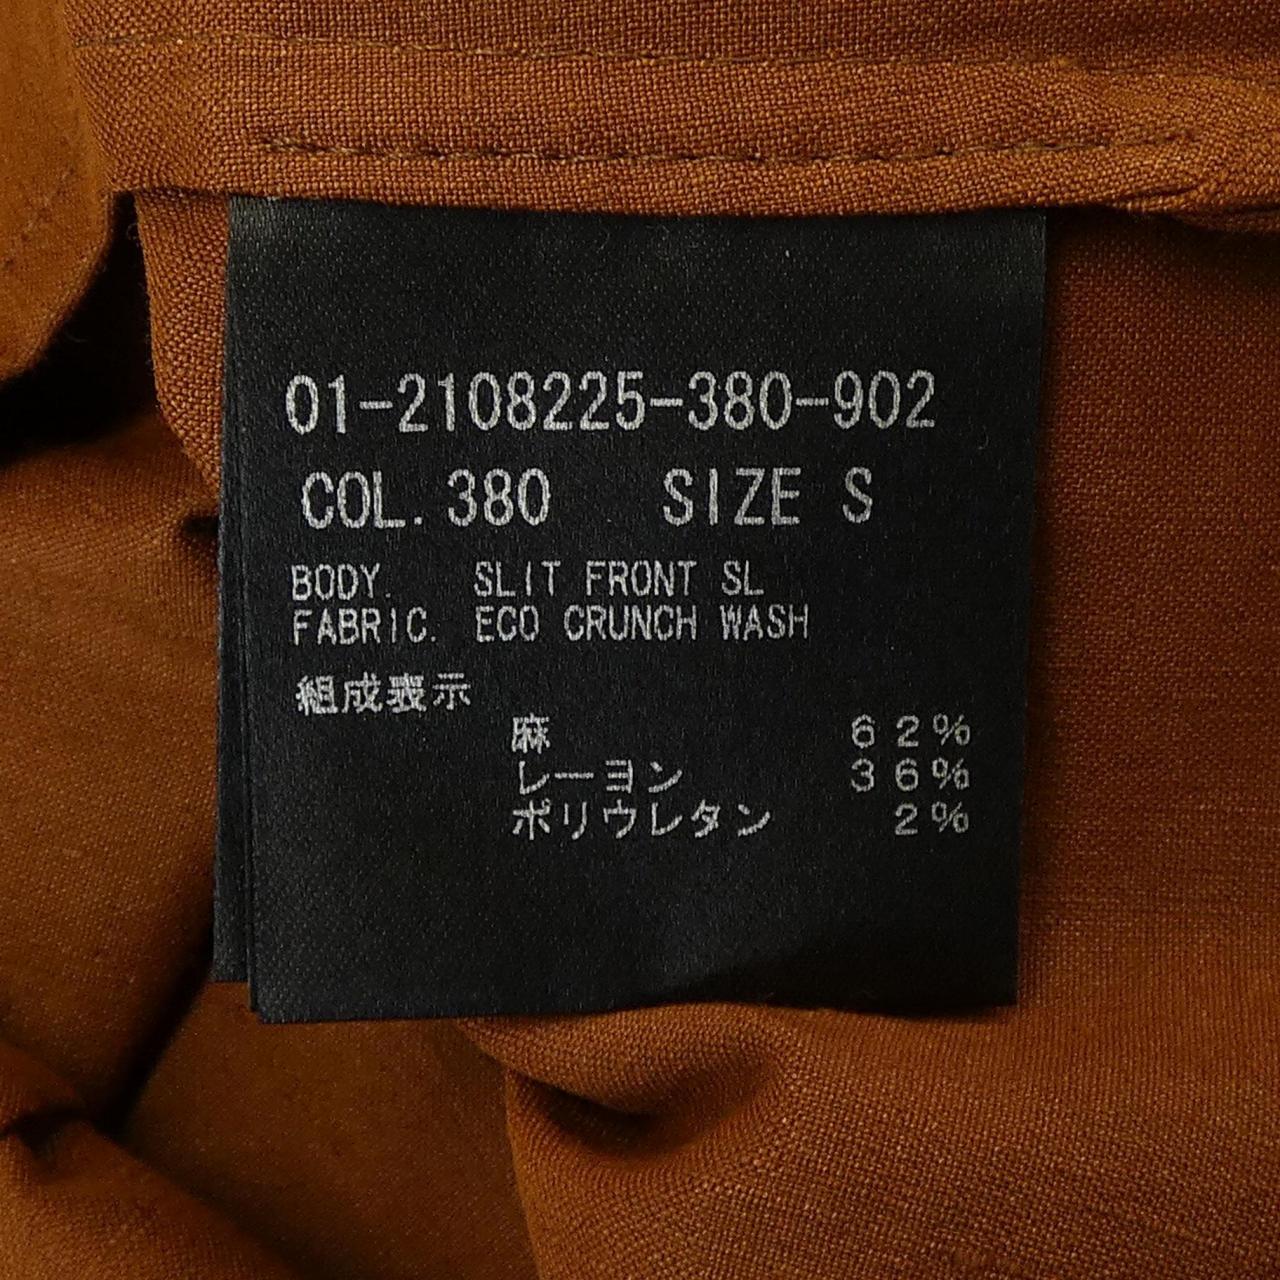 01-2108225-380-902
COL. 380 SIZE S
BODY. SLIT FRONT SL
FABRIC. ECO CRUNCH WASH
組成表示
麻 62%
レーヨン 36%
ポリウレタン 2%